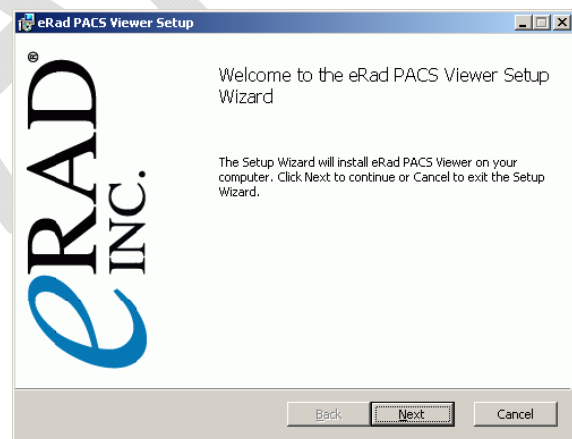 eRad PACS Viewer Setup
eRAD®
INC.
Welcome to the eRad PACS Viewer Setup
Wizard
The Setup Wizard will install eRad PACS Viewer on your
computer. Click Next to continue or Cancel to exit the Setup
Wizard.
Back
Next
Cancel